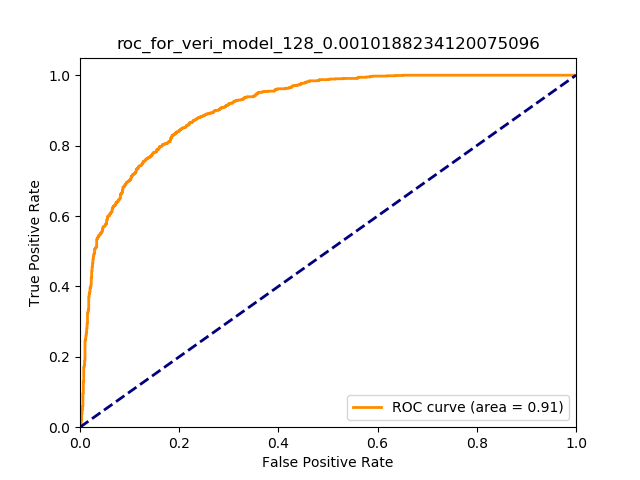 roc_for_veri_model_128_0.0010188234120075096
1.0
0.8
0.6
0.4
0.2
0.0
True Positive Rate
ROC curve (area = 0.91)
0.0 0.2 0.4 0.6 0.8 1.0
False Positive Rate